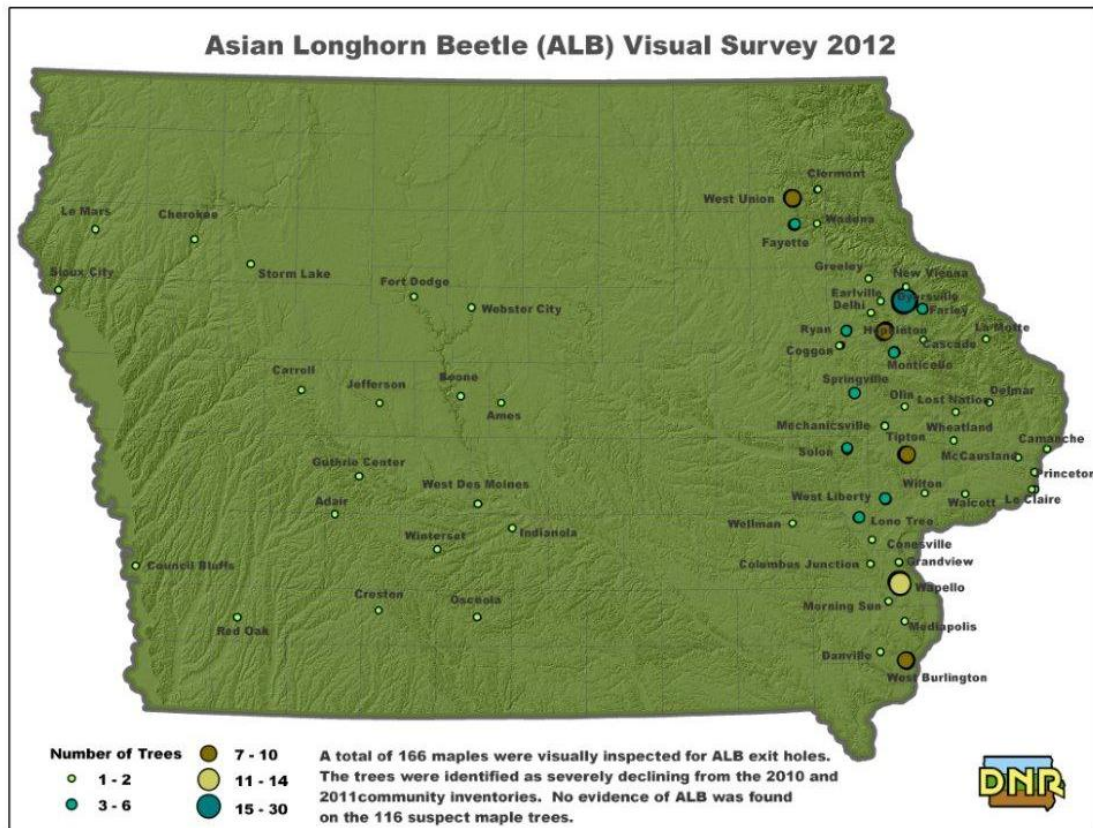 Asian Longhorn Beetle (ALB) Visual Survey 2012
Clermont
West Union
Wadena
Fayette
Le Mars
Cherokee
Sioux City
Storm Lake
Fort Dodge
Webster City
Greeley
New Vienna
Earlville
Dyersville
Delhi
Farley
Ryan
Hopkinton
La Motte
Coggon
Cascade
Monticello
Carroll
Jefferson
Boone
Ames
Springville
Olin
Lost Nation
Delmar
Mechanicsville
Tipton
Wheatland
Camanche
Solon
McCausland
Guthrie Center
Princeton
Adair
West Des Moines
West Liberty
Wilton
Walcott
Le Claire
Winterset
Indianola
Wellman
Lone Tree
Conesville
Council Bluffs
Columbus Junction
Grandview
Wapello
Creston
Osceola
Morning Sun
Red Oak
Mediapolis
Danville
West Burlington
Number of Trees
1 - 2
3 - 6
7 - 10
11 - 14
15 - 30
A total of 166 maples were visually inspected for ALB exit holes.
The trees were identified as severely declining from the 2010 and
2011community inventories. No evidence of ALB was found
on the 116 suspect maple trees.
DNR